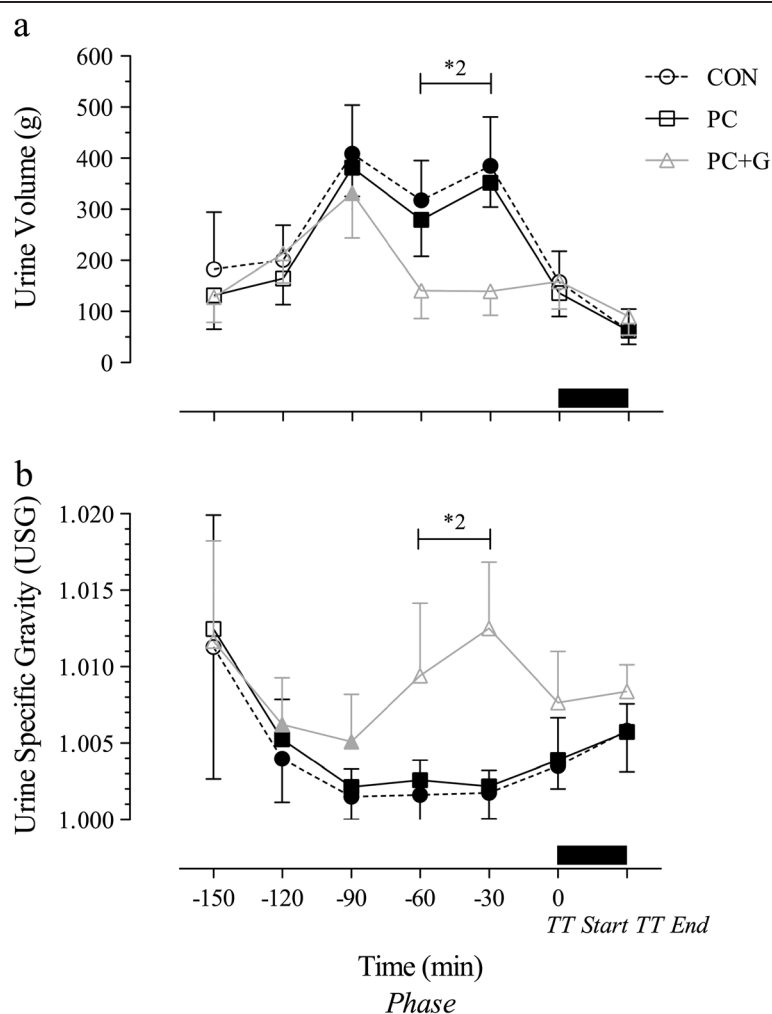 a
600
500
400
300
200
100
0
Urine Volume (g)
*2
CON
PC
PC+G
b
1.020
1.015
1.010
1.005
1.000
Urine Specific Gravity (USG)
*2
-150 -120 -90 -60 -30 0
TT Start TT End
Time (min)
Phase